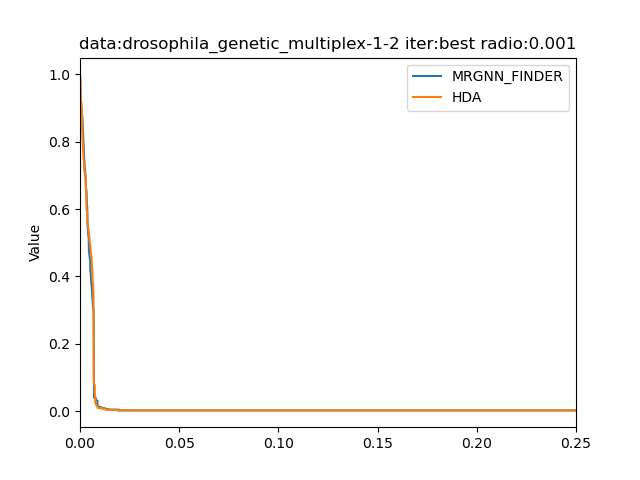 data:drosophila_genetic_multiplex-1-2 iter:best radio:0.001
MRGNN_FINDER
HDA
Value
1.0
0.8
0.6
0.4
0.2
0.0
0.00 0.05 0.10 0.15 0.20 0.25